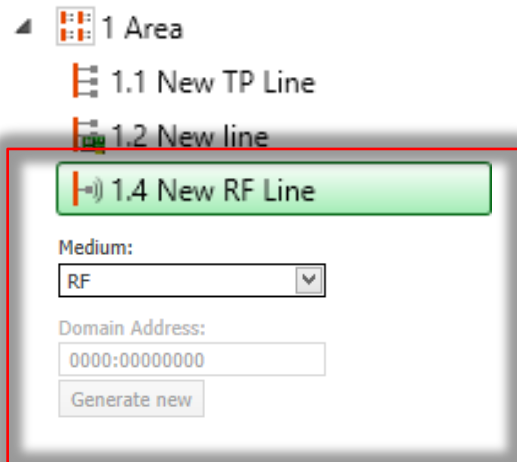 1 Area
1.1 New TP Line
1.2 New line
1.4 New RF Line
Medium:
RF
Domain Address:
0000:00000000
Generate new